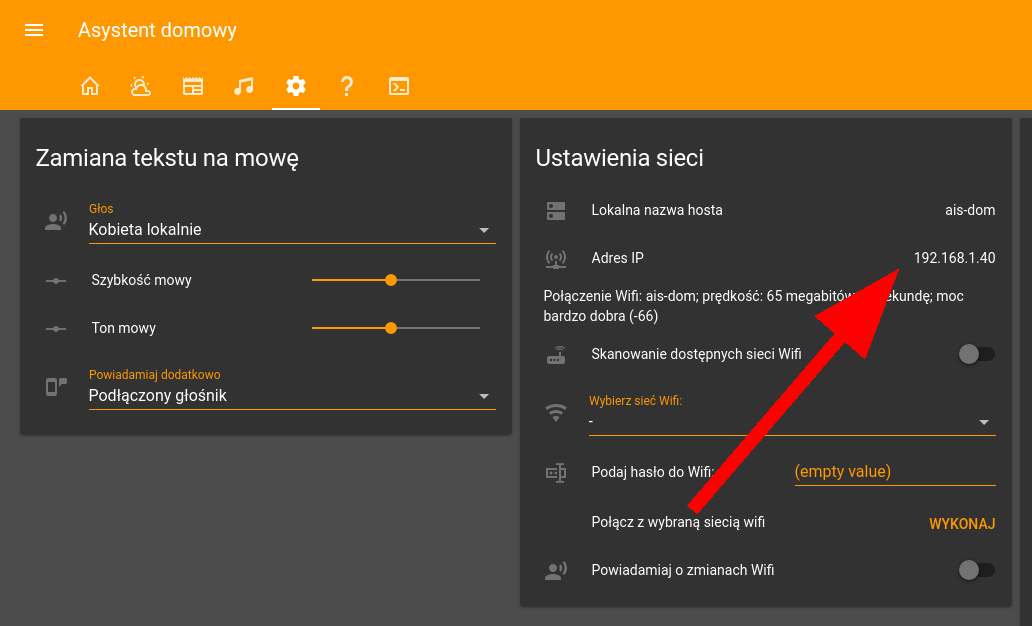 Asystent domowy
Zamiana tekstu na mowę
Głos
Kobieta lokalnie
Szybkość mowy
Ton mowy
Powiadamiaj dodatkowo
Podłączony głośnik
Ustawienia sieci
Lokalna nazwa hosta ais-dom
Adres IP 192.168.1.40
Połączenie Wifi: ais-dom; prędkość: 65 megabitów ekundę; moc
bardzo dobra (-66)
Skanowanie dostępnych sieci Wifi
Wybierz sieć Wifi:
-
Podaj hasło do Wifi: (empty value)
Połącz z wybraną siecią wifi WYKONAJ
Powiadamiaj o zmianach Wifi